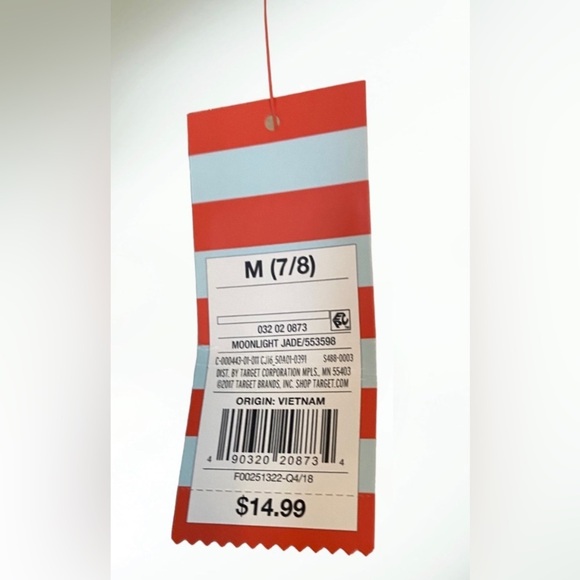 M (7/8)
032 02 0873
MOONLIGHT JADE/553598
C-000443-01-011 CJ16_50A01-0391 S488-0003
DIST. BY TARGET CORPORATION MPLS., MN 55403
©2017 TARGET BRANDS, INC. SHOP TARGET.COM
ORIGIN: VIETNAM
4 90320 20873 4
F00251322-Q4/18
$14.99